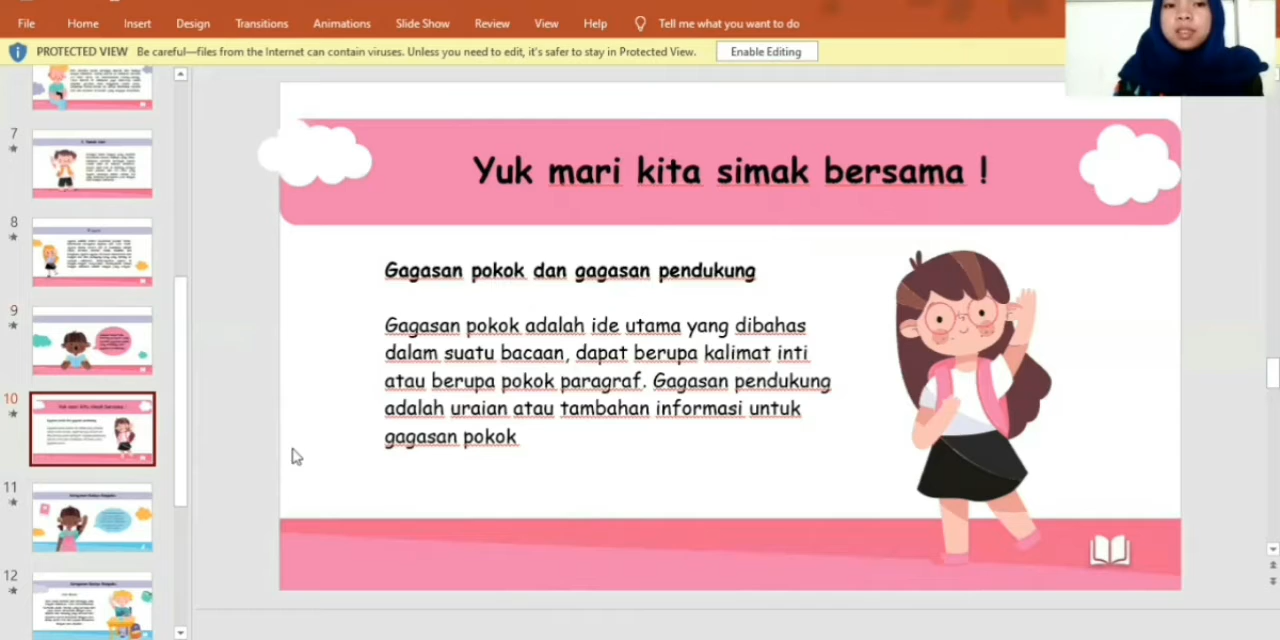 File Home Insert Design Transitions Animations Slide Show Review View Help Tell me what you want to do
PROTECTED VIEW Be careful—files from the Internet can contain viruses. Unless you need to edit, it's safer to stay in Protected View. Enable Editing
7
8
9
10
11
12
Yuk mari kita simak bersama !
Gagasan pokok dan gagasan pendukung
Gagasan pokok adalah ide utama yang dibahas
dalam suatu bacaan, dapat berupa kalimat inti
atau berupa pokok paragraf. Gagasan pendukung
adalah uraian atau tambahan informasi untuk
gagasan pokok